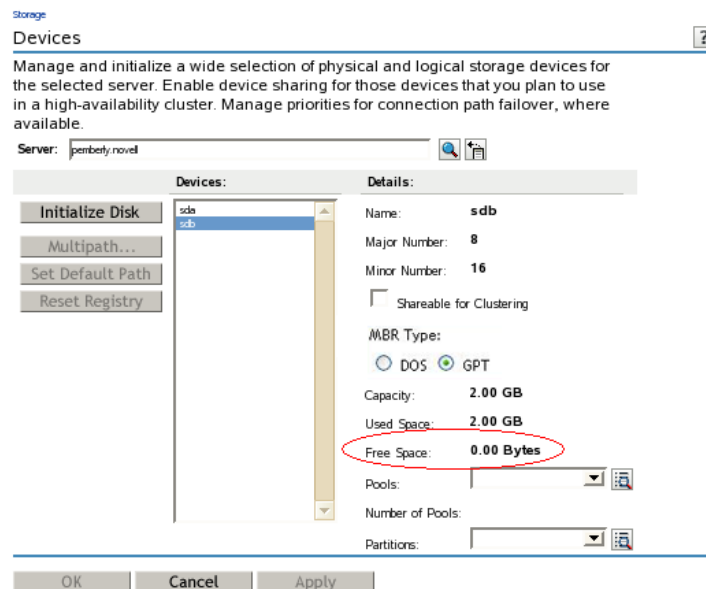 Storage
Devices
?
Manage and initialize a wide selection of physical and logical storage devices for
the selected server. Enable device sharing for those devices that you plan to use
in a high-availability cluster. Manage priorities for connection path failover, where
available.
Server: pemberly.novell
Devices: Details:
Initialize Disk
Multipath...
Set Default Path
Reset Registry
sda
sdb
Name: sdb
Major Number: 8
Minor Number: 16
Shareable for Clustering
MBR Type:
DOS GPT
Capacity: 2.00 GB
Used Space: 2.00 GB
Free Space: 0.00 Bytes
Pools:
Number of Pools:
Partitions:
OK Cancel Apply